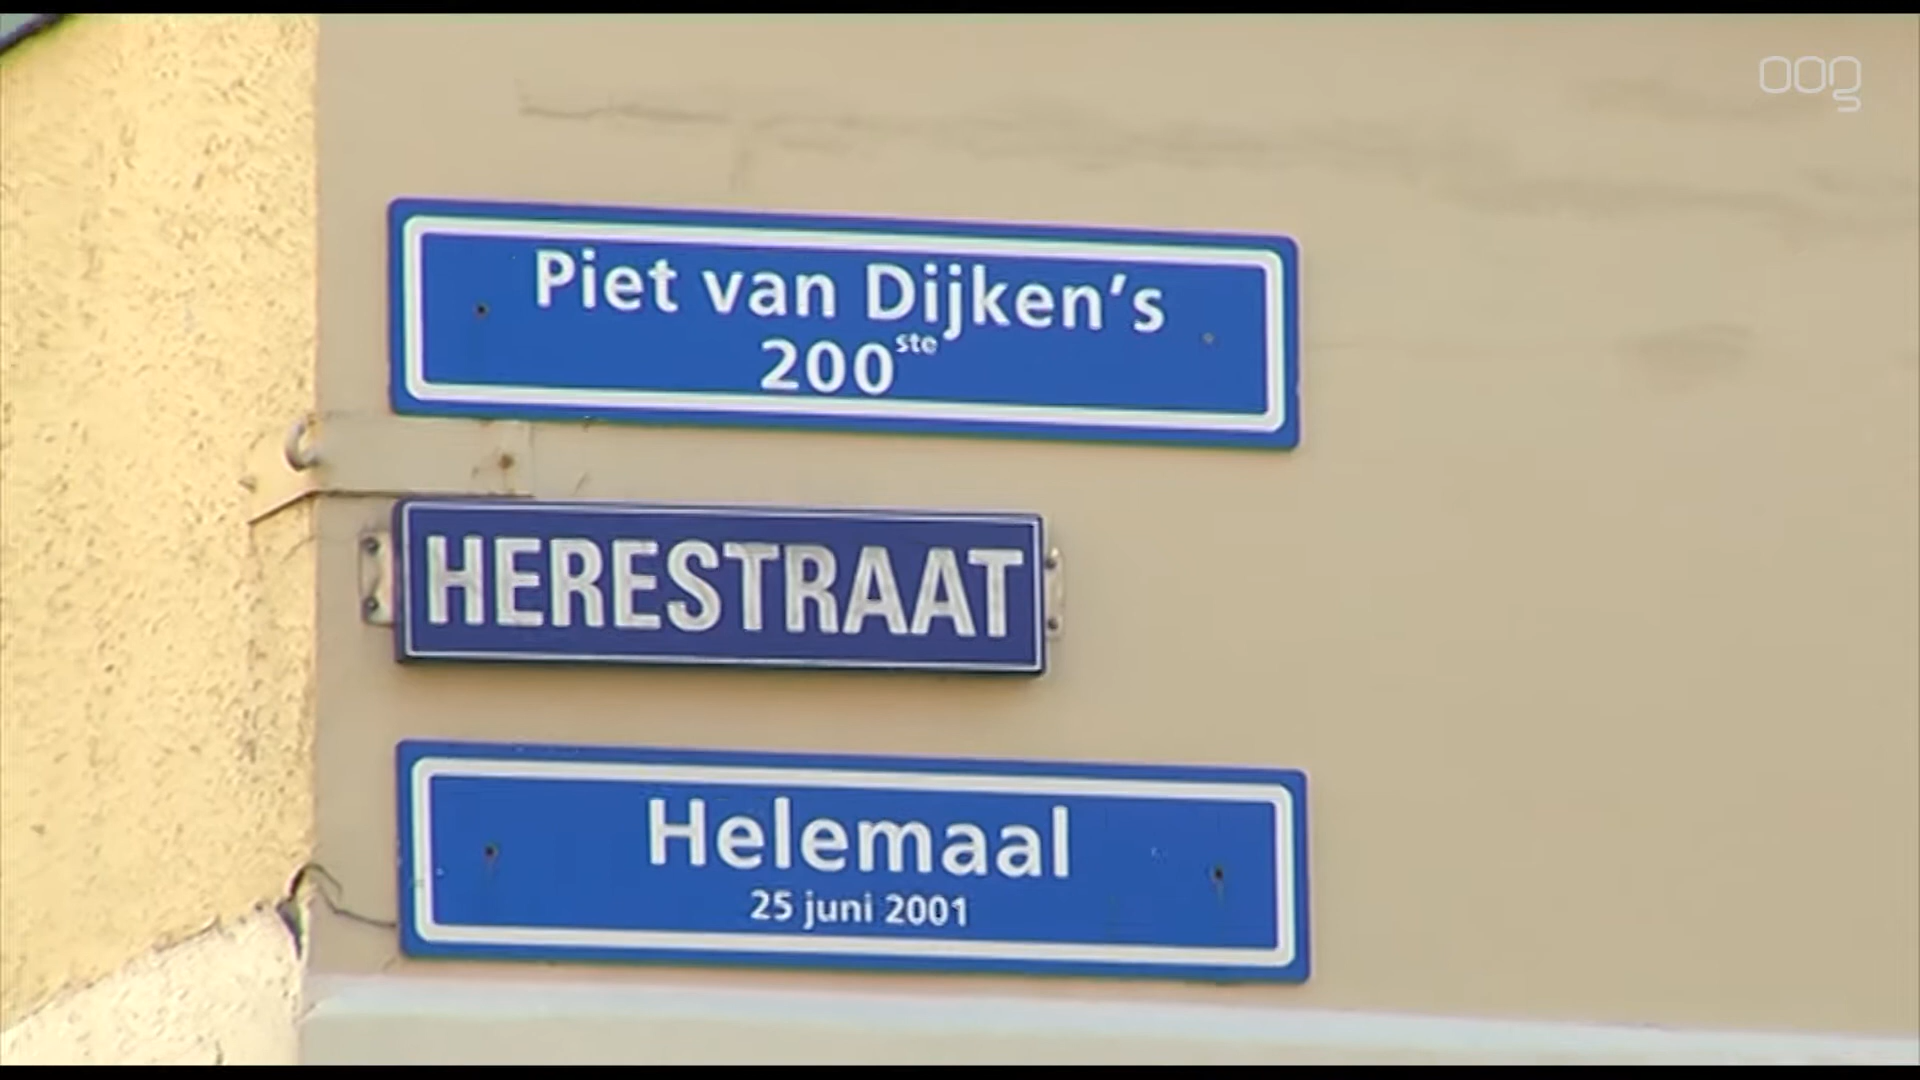 oog
Piet van Dijken's
200ste
HERESTRAAT
Helemaal
25 juni 2001